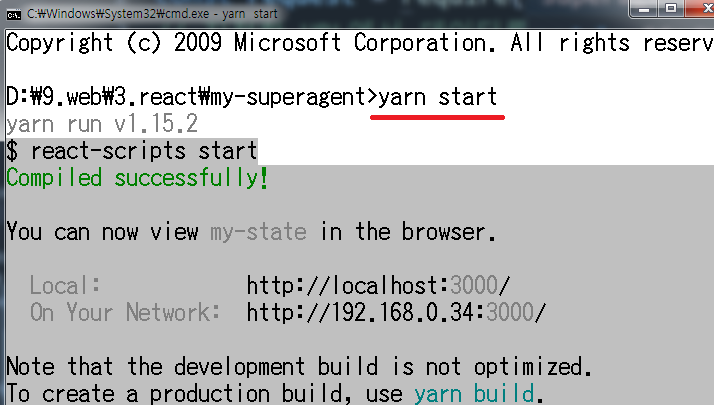 C:₩Windows₩System32₩cmd.exe - yarn start
Copyright (c) 2009 Microsoft Corporation. All rights reserv
D:₩9.web₩3.react₩my-superagent>yarn start
yarn run v1.15.2
$ react-scripts start
Compiled successfully!
You can now view my-state in the browser.
Local: http://localhost:3000/
On Your Network: http://192.168.0.34:3000/
Note that the development build is not optimized.
To create a production build, use yarn build.